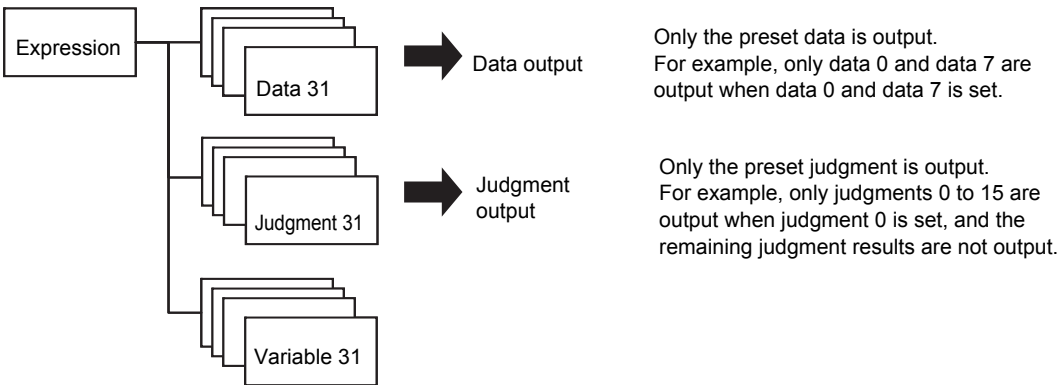 Expression
Data 31
Data output
Only the preset data is output.
For example, only data 0 and data 7 are
output when data 0 and data 7 is set.
Judgment 31
Judgment
output
Only the preset judgment is output.
For example, only judgments 0 to 15 are
output when judgment 0 is set, and the
remaining judgment results are not output.
Variable 31